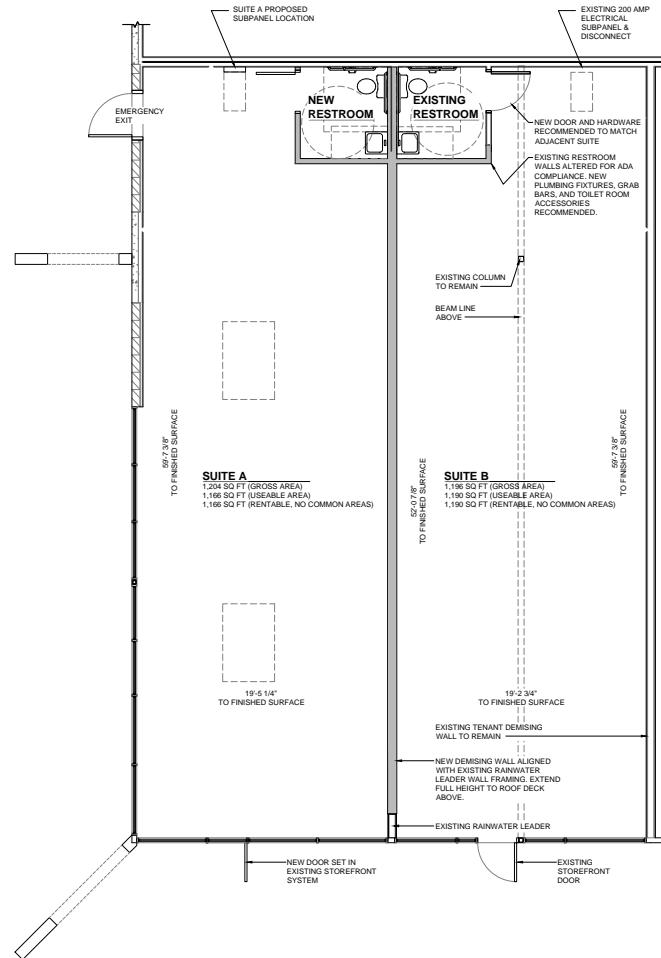 SUITE A PROPOSED
SUBPANEL LOCATION
EXISTING 200 AMP
ELECTRICAL
SUBPANEL &
DISCONNECT
EMERGENCY
EXIT
NEW
RESTROOM
EXISTING
RESTROOM
NEW DOOR AND HARDWARE
RECOMMENDED TO MATCH
ADJACENT SUITE
EXISTING RESTROOM
WALLS ALTERED FOR ADA
COMPLIANCE. NEW
PLUMBING FIXTURES, GRAB
BARS, AND TOILET ROOM
ACCESSORIES
RECOMMENDED.
EXISTING COLUMN
TO REMAIN
BEAM LINE
ABOVE
59'-7 3/8"
TO FINISHED SURFACE
SUITE A
1,204 SQ FT (GROSS AREA)
1,166 SQ FT (USEABLE AREA)
1,166 SQ FT (RENTABLE, NO COMMON AREAS)
52'-0 7/8"
TO FINISHED SURFACE
SUITE B
1,196 SQ FT (GROSS AREA)
1,190 SQ FT (USEABLE AREA)
1,190 SQ FT (RENTABLE, NO COMMON AREAS)
59'-7 3/8"
TO FINISHED SURFACE
19'-5 1/4"
TO FINISHED SURFACE
19'-2 3/4"
TO FINISHED SURFACE
EXISTING TENANT DEMISING
WALL TO REMAIN
NEW DEMISING WALL ALIGNED
WITH EXISTING RAINWATER
LEADER WALL FRAMING. EXTEND
FULL HEIGHT TO ROOF DECK
ABOVE.
EXISTING RAINWATER LEADER
NEW DOOR SET IN
EXISTING STOREFRONT
SYSTEM
EXISTING
STOREFRONT
DOOR